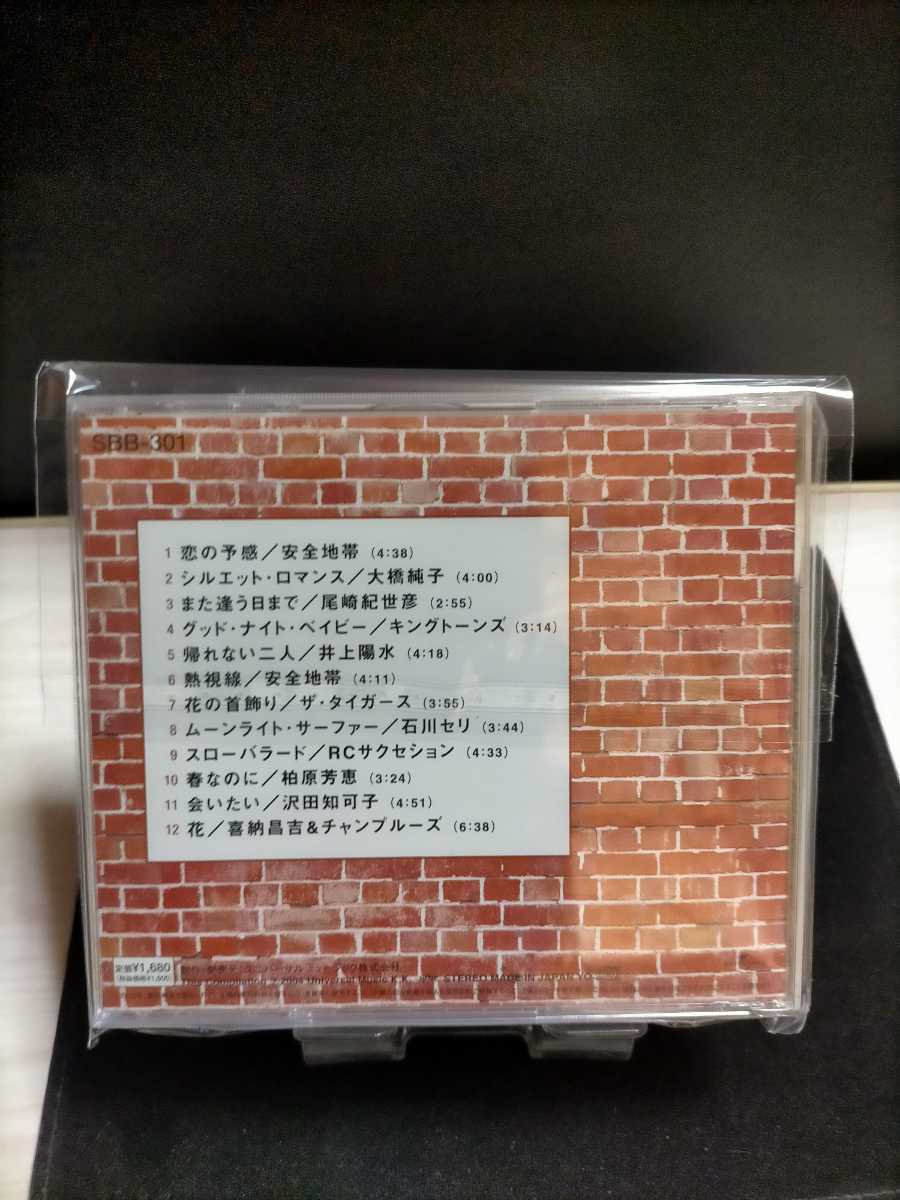 SBB-301
1 恋の予感／安全地帯 (4:38)
2 シルエット・ロマンス／大橋純子 (4:00)
3 また逢う日まで／尾崎紀世彦 (2:55)
4 グッド・ナイト・ベイビー／キングトーンズ (3:14)
5 帰れない二人／井上陽水 (4:18)
6 熱視線／安全地帯 (4:11)
7 花の首飾り／ザ・タイガース (3:55)
8 ムーンライト・サーファー／石川セリ (3:44)
9 スローバラード／RCサクセション (4:33)
10 春なのに／柏原芳恵 (3:24)
11 会いたい／沢田知可子 (4:51)
12 花／喜納昌吉&チャンプルーズ (6:38)
定価¥1,680
STEREO MADE IN JAPAN